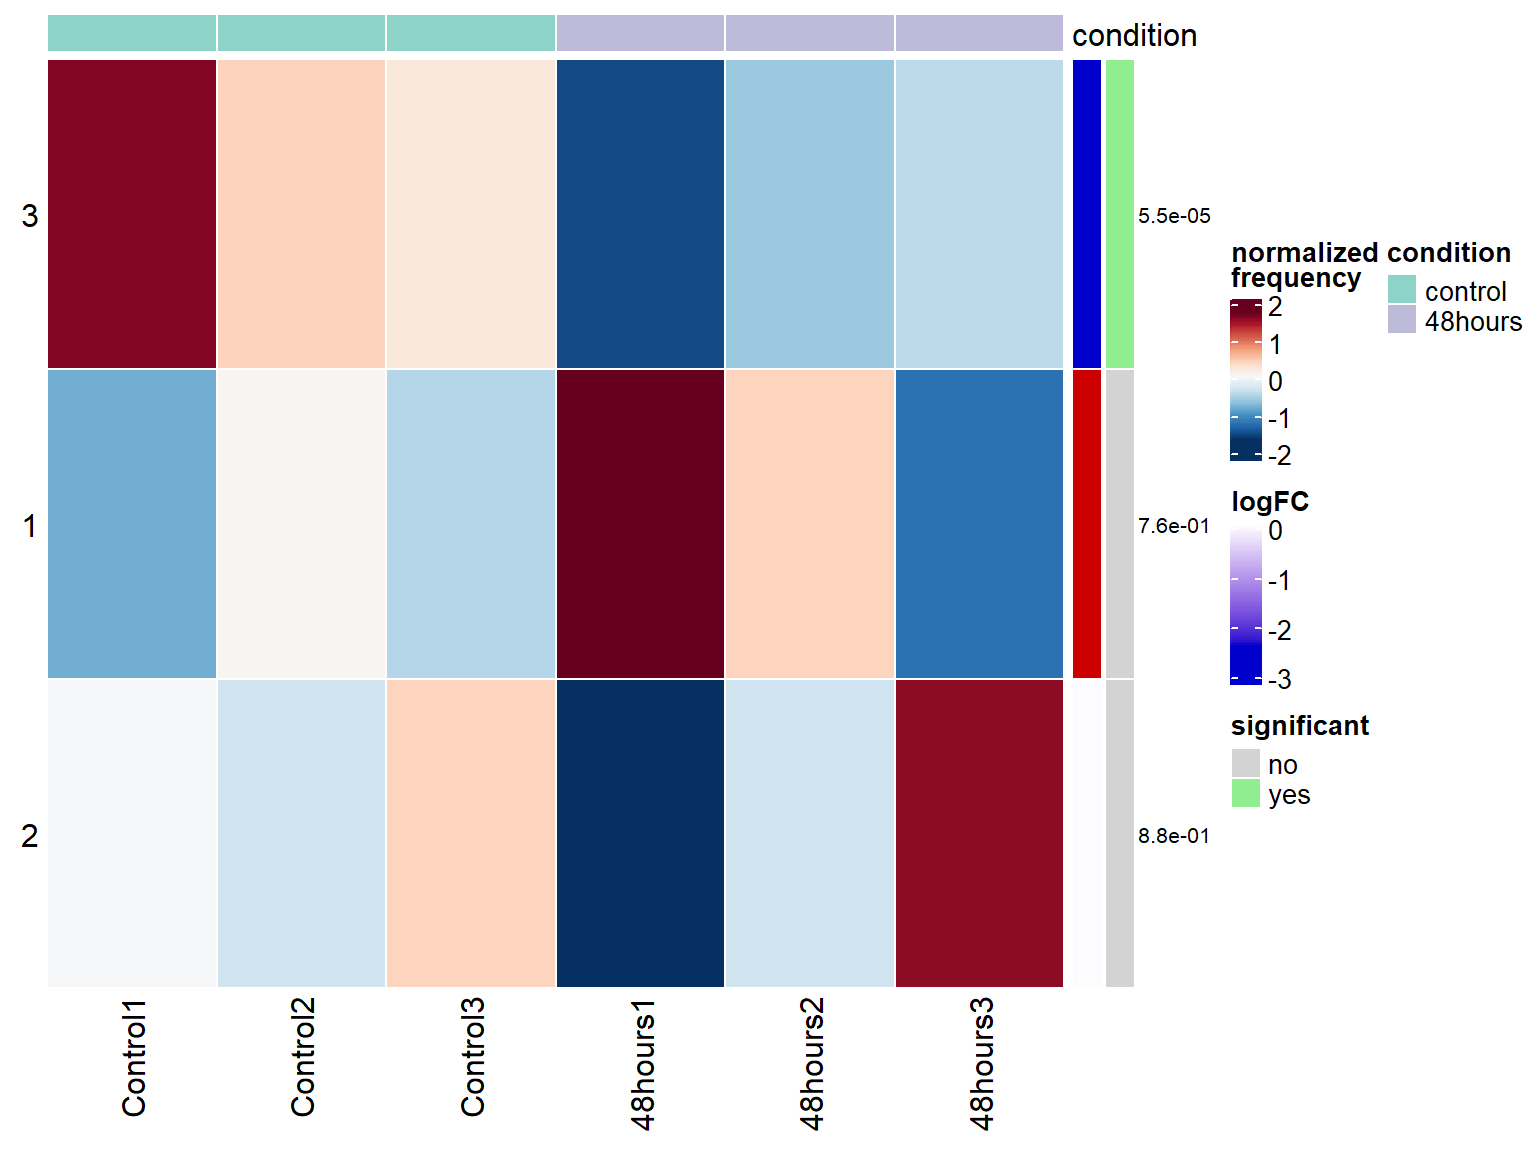 condition
3
5.5e-05
1
7.6e-01
2
8.8e-01
Control1
Control2
Control3
48hours1
48hours2
48hours3
normalized
frequency
2
1
0
-1
-2
logFC
0
-1
-2
-3
significant
no
yes
condition
control
48hours